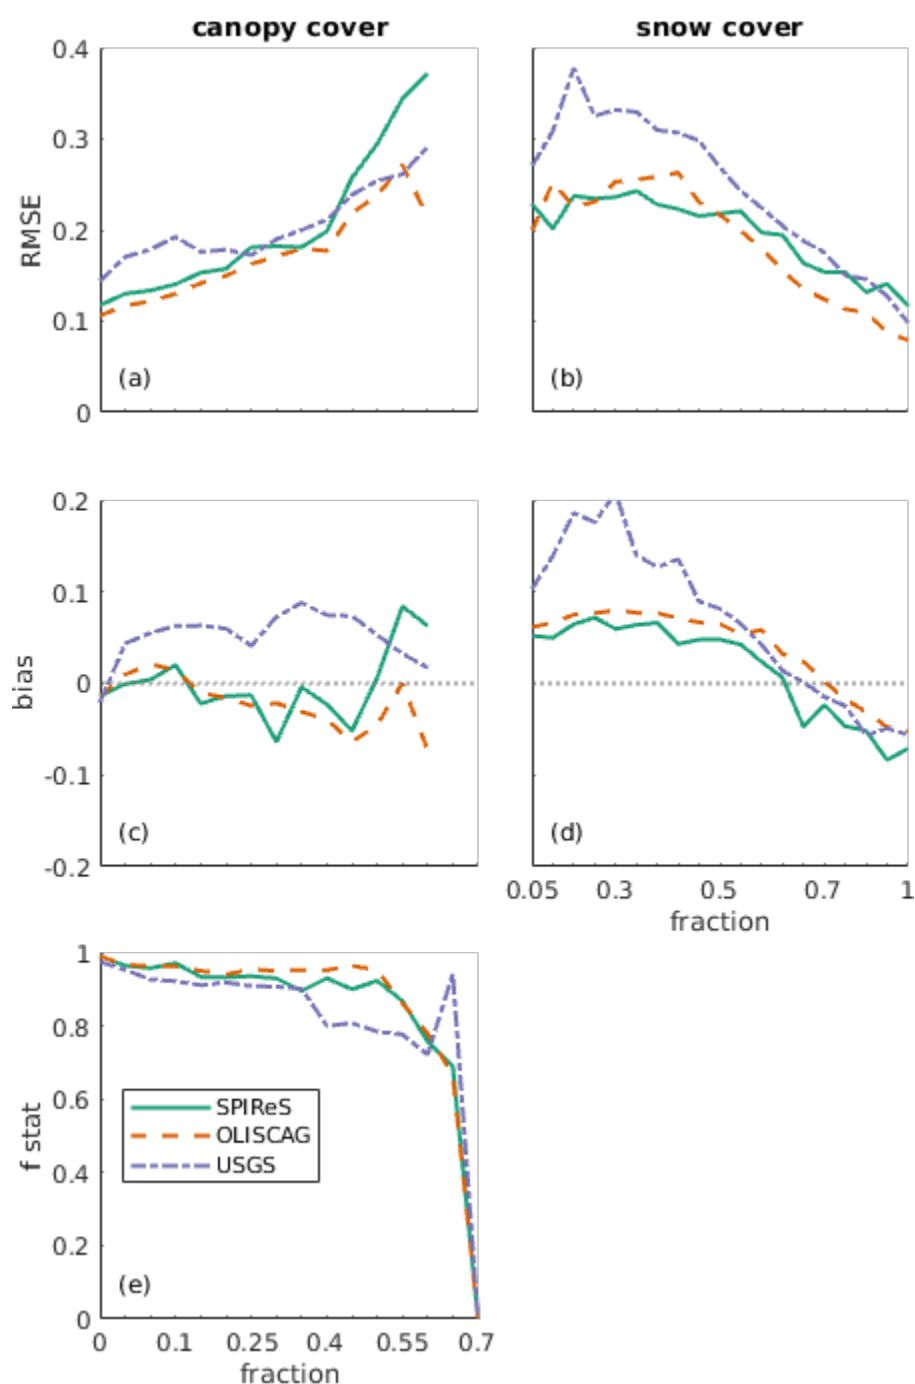 canopy cover
snow cover
0.4
0.3
0.2
0.1
0
RMSE
(a)
(b)
0.2
0.1
0
-0.1
-0.2
bias
(c)
(d)
0.05 0.3 0.5 0.7 1
fraction
1
0.8
0.6
0.4
0.2
0
f stat
SPIReS
OLISCAG
USGS
(e)
0 0.1 0.25 0.4 0.55 0.7
fraction